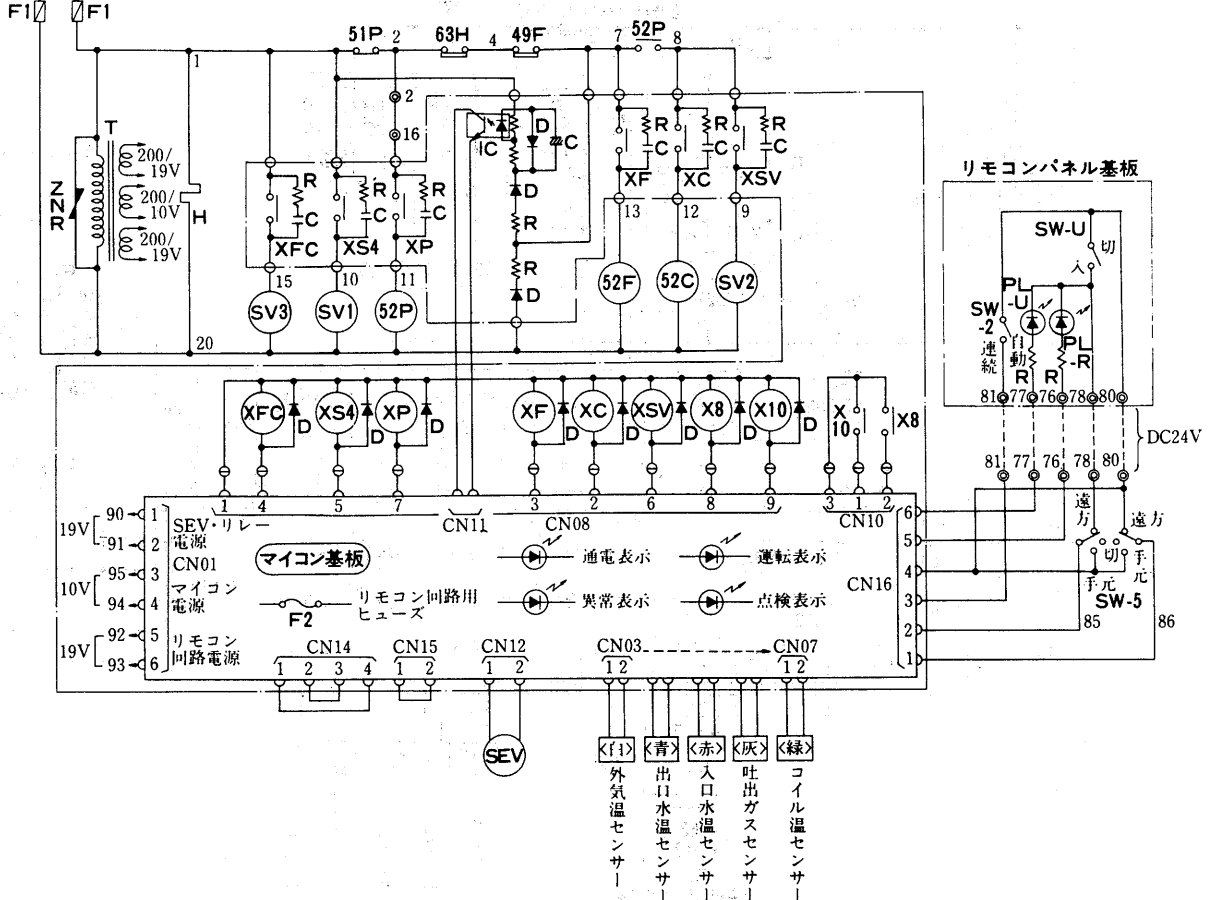 F1 F1
51P 2 63H 4 49F 7 52P 8
1
T
200/
19V
200/
10V
200/
19V
ZNR
H
2
16
IC
D
C
R
C
XF
R
C
XC
R
C
XSV
R
C
XFC
R
C
XS4
R
C
XP
D
R
R
D
13 12 9
15 10 11
SV3 SV1 52P
52F 52C SV2
20
リモコンパネル基板
SW-U
切
入
PL
-U
SW
-2
連続
自動
PL
-R
R R
81 77 76 78 80
DC24V
81 77 76 78 80
XFC D XS4 D XP D
XF D XC D XSV D X8 D X10 D
X
10
X8
1 4 5 7
3 2 6 8 9
3 1 2
CN11 CN08 CN10
19V
90 1
91 2
10V
95 3
94 4
19V
92 5
93 6
SEV・リレー
電源
CN01
マイコン
電源
リモコン
回路電源
マイコン基板
通電表示
運転表示
異常表示
点検表示
F2
リモコン回路用
ヒューズ
CN16
6
5
4
3
2
1
遠方
遠方
切
手元
手元
SW-5
85 86
CN14
1 2 3 4
CN15
1 2
CN12
1 2
CN03
1 2
CN07
1 2
SEV
<白>
外気温センサー
<青>
出口水温センサー
<赤>
入口水温センサー
<灰>
吐出ガスセンサー
<緑>
コイル温センサー